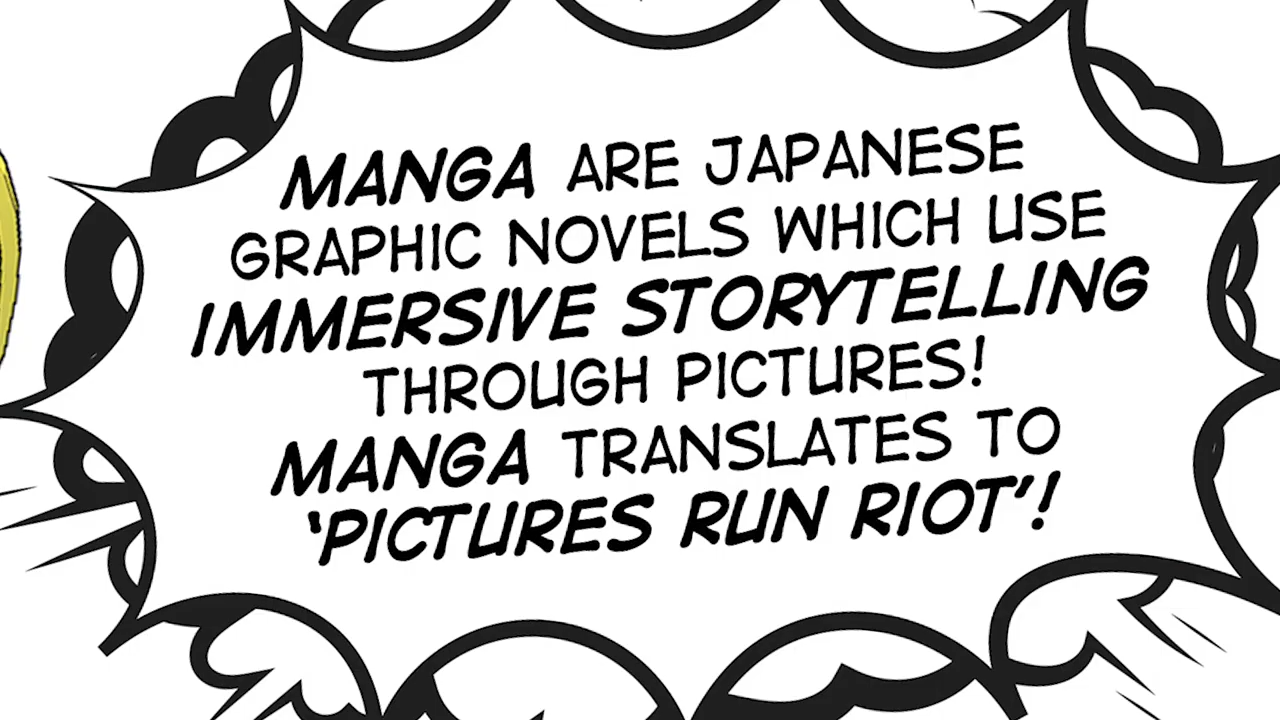 MANGA ARE JAPANESE
GRAPHIC NOVELS WHICH USE
IMMERSIVE STORYTELLING
THROUGH PICTURES!
MANGA TRANSLATES TO
‘PICTURES RUN RIOT’!